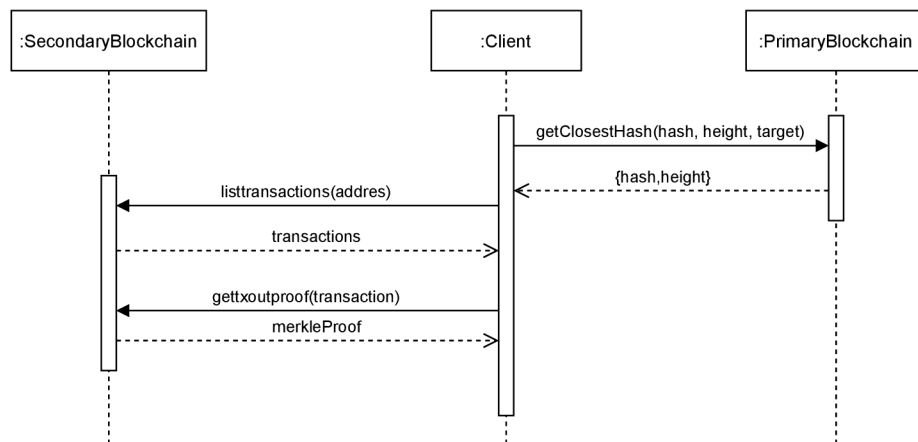 :SecondaryBlockchain
:Client
:PrimaryBlockchain
getClosestHash(hash, height, target)
{hash,height}
listtransactions(addres)
transactions
gettxoutproof(transaction)
merkleProof